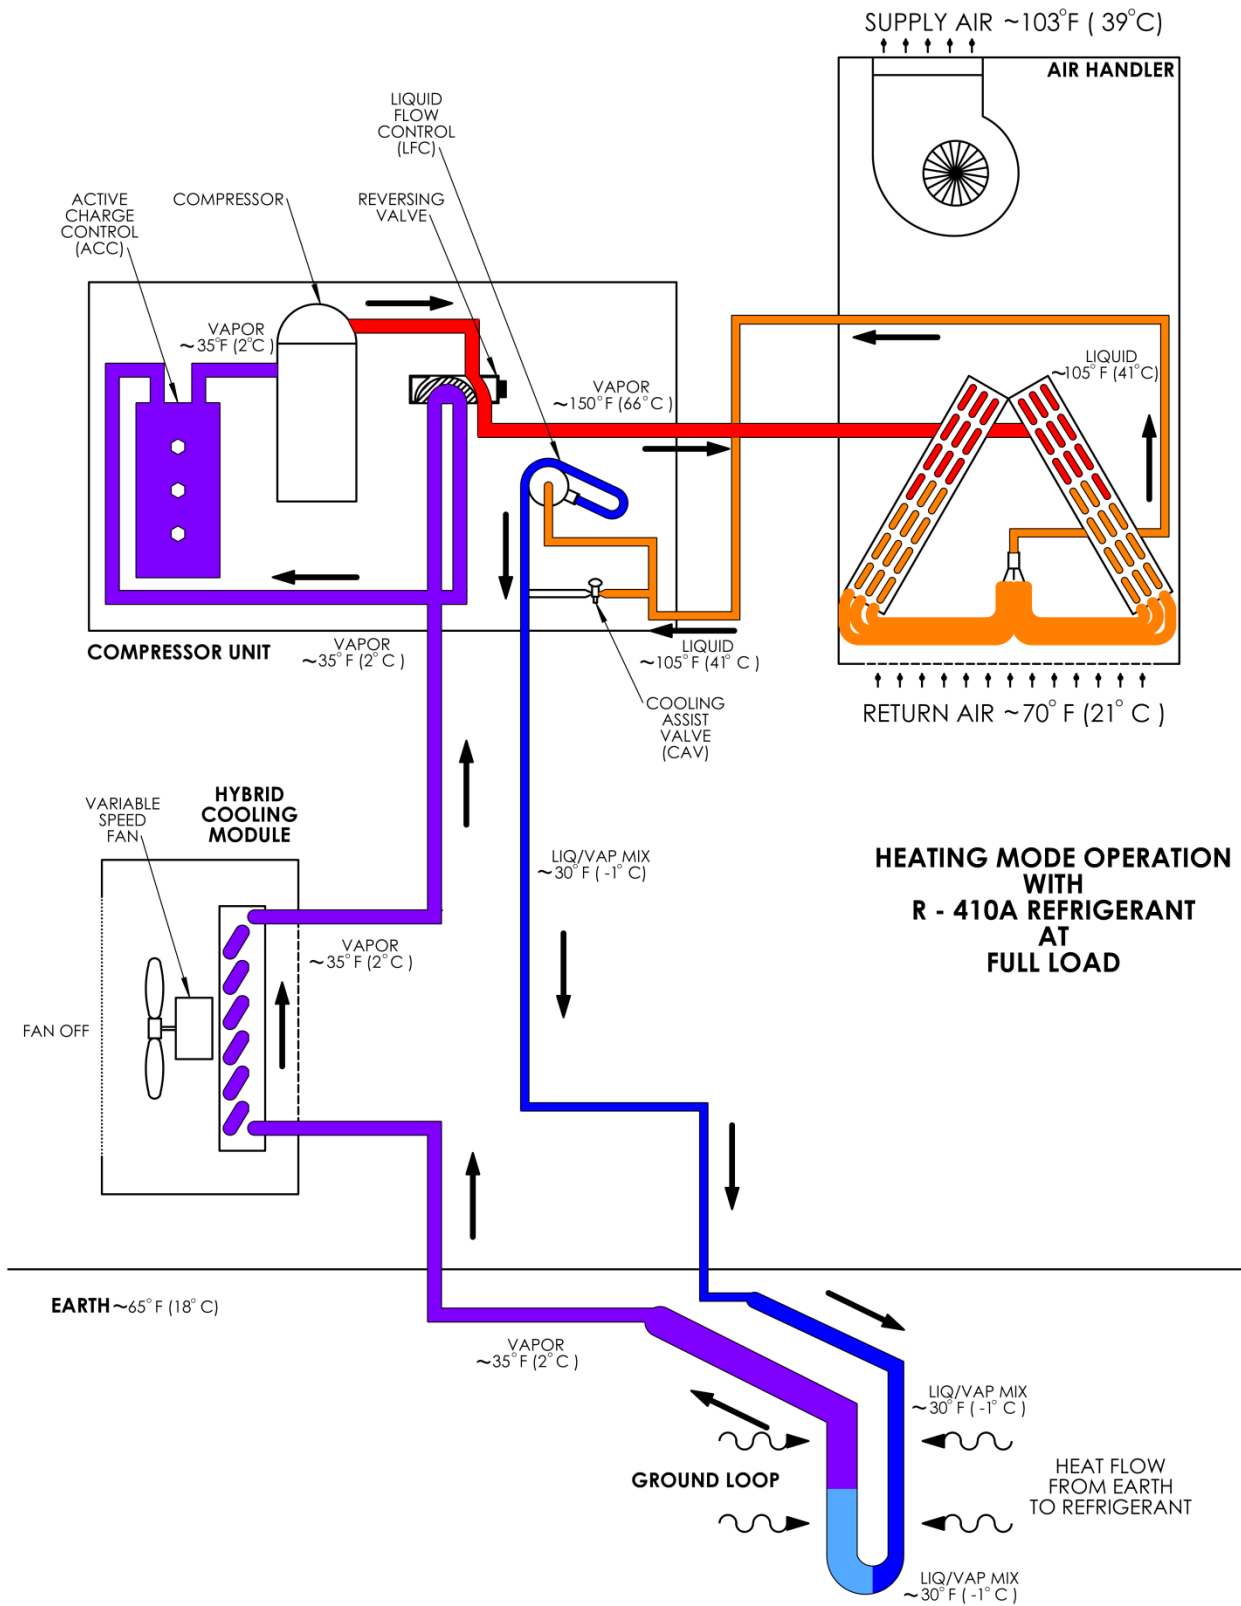 SUPPLY AIR ~103°F ( 39°C)
AIR HANDLER
LIQUID
FLOW
CONTROL
(LFC)
ACTIVE
CHARGE
CONTROL
(ACC)
COMPRESSOR
REVERSING
VALVE
VAPOR
~35°F (2°C )
VAPOR
~150°F (66°C )
LIQUID
~105°F (41°C)
COMPRESSOR UNIT
VAPOR
~35°F (2°C )
LIQUID
~105°F (41° C )
COOLING
ASSIST
VALVE
(CAV)
RETURN AIR ~70° F (21° C )
VARIABLE
SPEED
FAN
HYBRID
COOLING
MODULE
LIQ/VAP MIX
~30°F ( -1° C )
HEATING MODE OPERATION
WITH
R - 410A REFRIGERANT
AT
FULL LOAD
VAPOR
~35°F (2°C )
FAN OFF
EARTH ~65°F (18° C)
VAPOR
~35°F (2°C )
LIQ/VAP MIX
~30°F ( -1° C )
GROUND LOOP
HEAT FLOW
FROM EARTH
TO REFRIGERANT
LIQ/VAP MIX
~30°F ( -1° C )